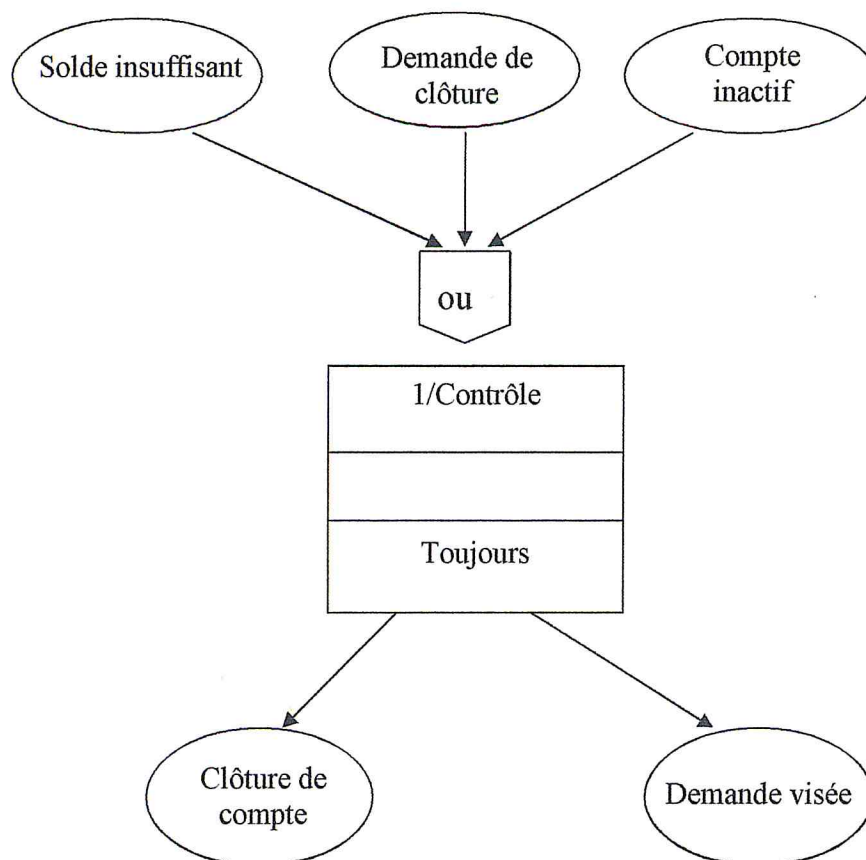 Solde insuffisant
Demande de
clôture
Compte
inactif
ou
1/Contrôle
Toujours
Clôture de
compte
Demande visée